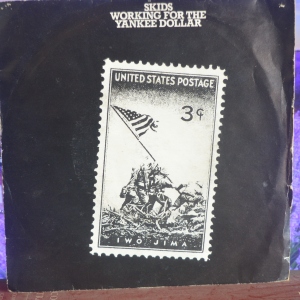 SKIDS
WORKING FOR THE
YANKEE DOLLAR
UNITED STATES POSTAGE
3¢
IWO JIMA